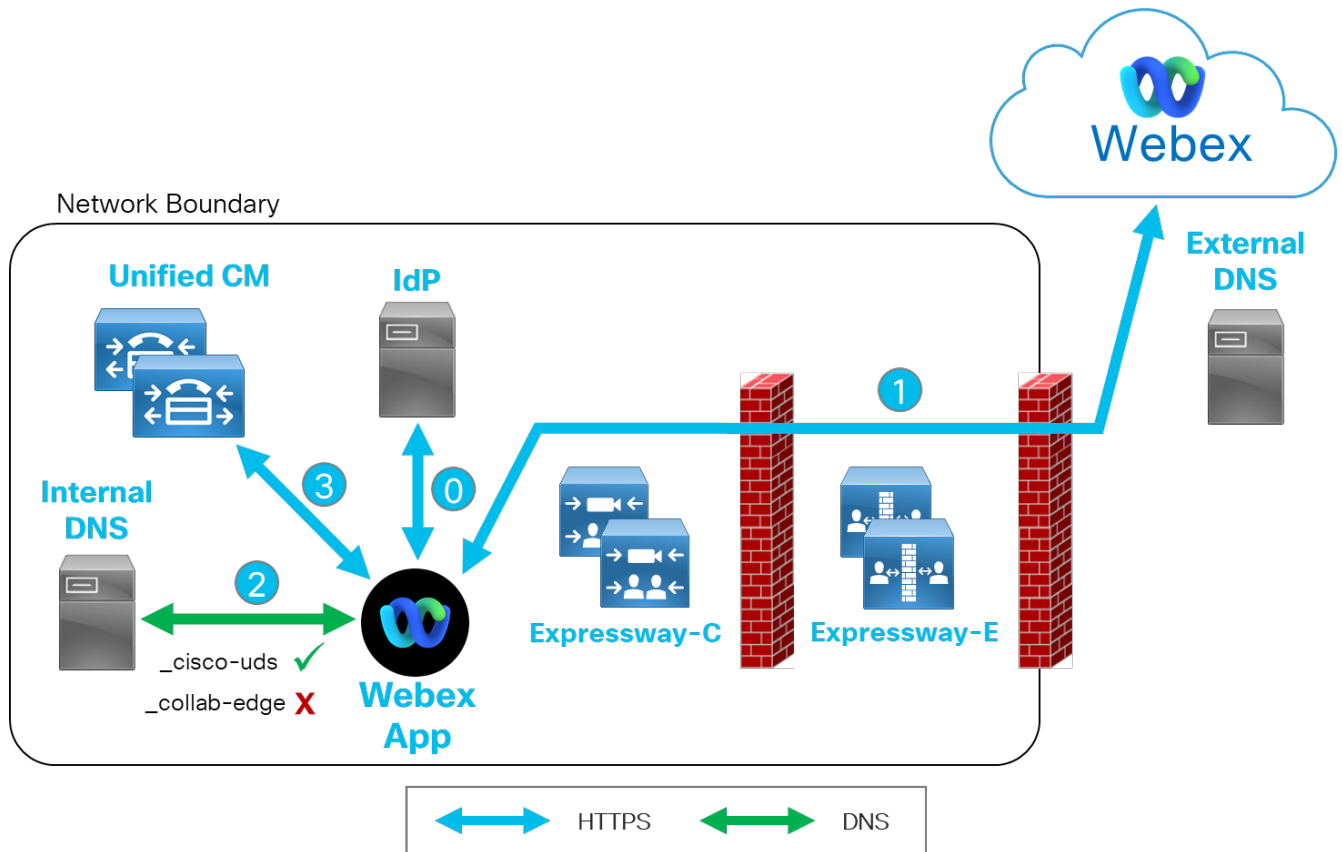 Webex
Network Boundary
Unified CM
IdP
External
DNS
1
3
0
Internal
DNS
2
_cisco-uds
_collab-edge X
Webex
App
Expressway-C
Expressway-E
HTTPS
DNS